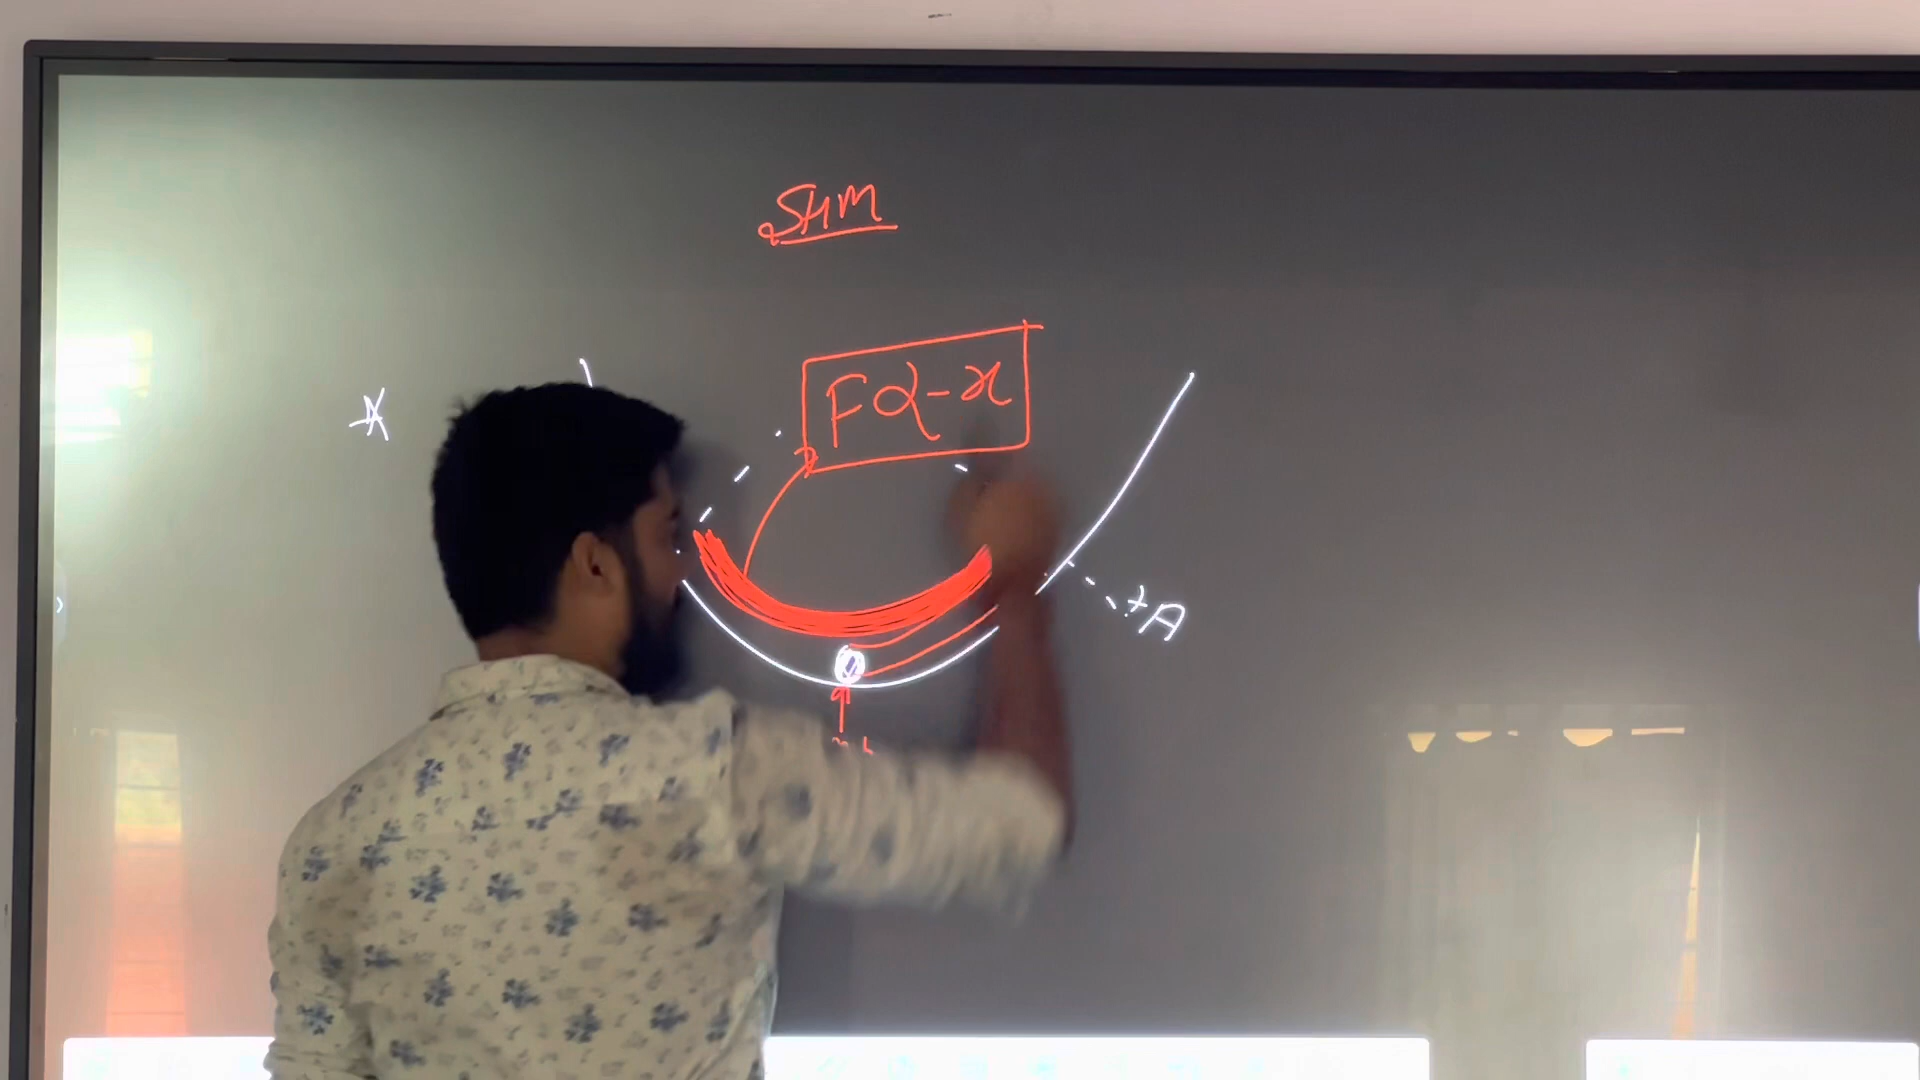 SHM
F α - x
-A
+A